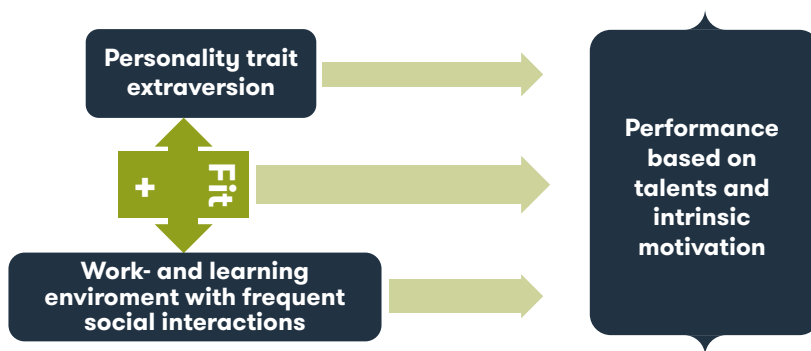 Personality trait
extraversion
+ Fit
Work- and learning
enviroment with frequent
social interactions
Performance
based on
talents and
intrinsic
motivation